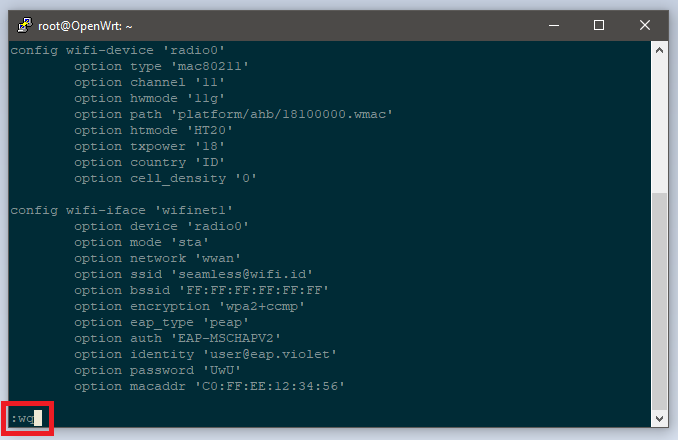 root@OpenWrt: ~
config wifi-device 'radio0'
        option type 'mac80211'
        option channel '11'
        option hwmode '11g'
        option path 'platform/ahb/18100000.wmac'
        option htmode 'HT20'
        option txpower '18'
        option country 'ID'
        option cell_density '0'

config wifi-iface 'wifinet1'
        option device 'radio0'
        option mode 'sta'
        option network 'wwan'
        option ssid 'seamless@wifi.id'
        option bssid 'FF:FF:FF:FF:FF:FF'
        option encryption 'wpa2+ccmp'
        option eap_type 'peap'
        option auth 'EAP-MSCHAPV2'
        option identity 'user@eap.violet'
        option password 'UwU'
        option macaddr 'C0:FF:EE:12:34:56'

:wq